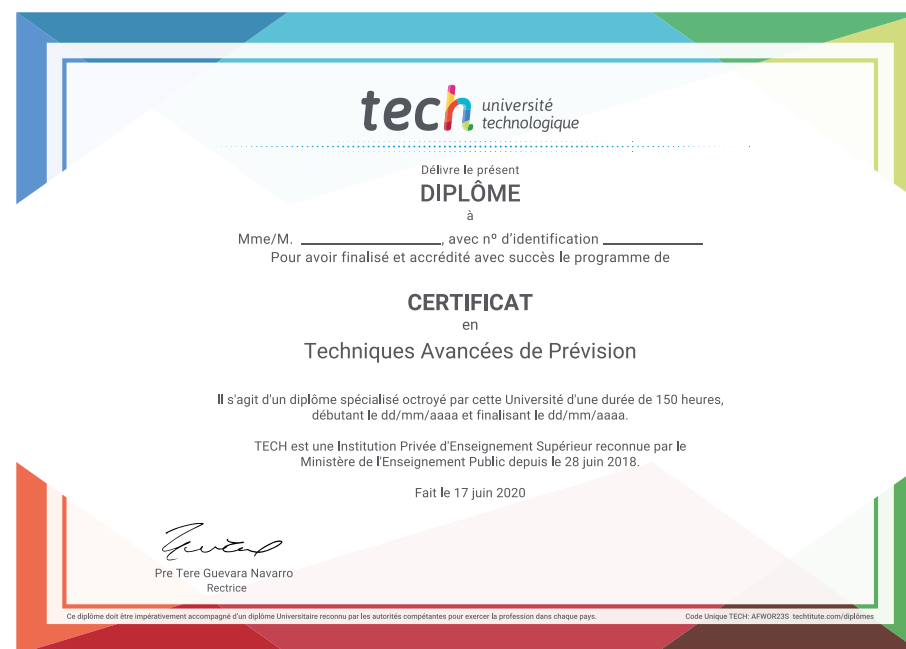 tech université
technologique
Délivre le présent
DIPLÔME
à
Mme/M. ____________________, avec nº d'identification ______________
Pour avoir finalisé et accrédité avec succès le programme de
CERTIFICAT
en
Techniques Avancées de Prévision
Il s'agit d'un diplôme spécialisé octroyé par cette Université d'une durée de 150 heures,
débutant le dd/mm/aaaa et finalisant le dd/mm/aaaa.
TECH est une Institution Privée d'Enseignement Supérieur reconnue par le
Ministère de l'Enseignement Public depuis le 28 juin 2018.
Fait le 17 juin 2020
Pre Tere Guevara Navarro
Rectrice
Ce diplôme doit être impérativement accompagné d'un diplôme Universitaire reconnu par les autorités compétantes pour exercer la profession dans chaque pays.
Code Unique TECH: AFWOR23S techtitute.com/diplômes